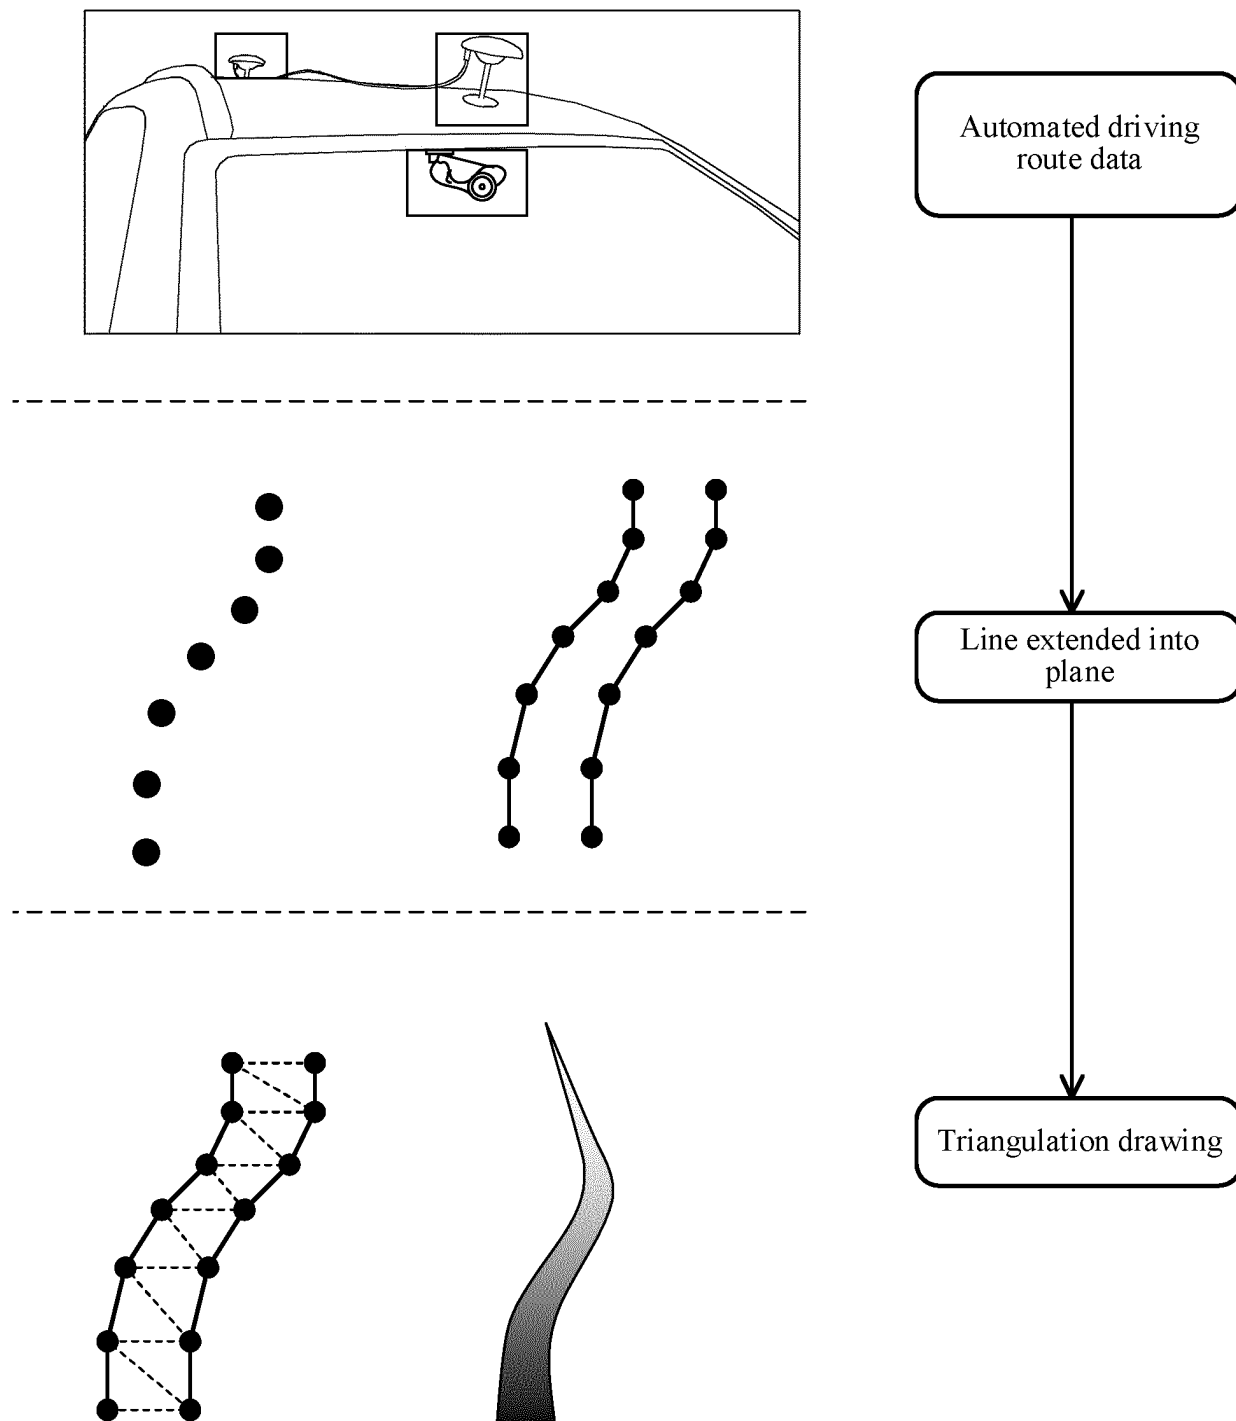 Automated driving
route data
Line extended into
plane
Triangulation drawing